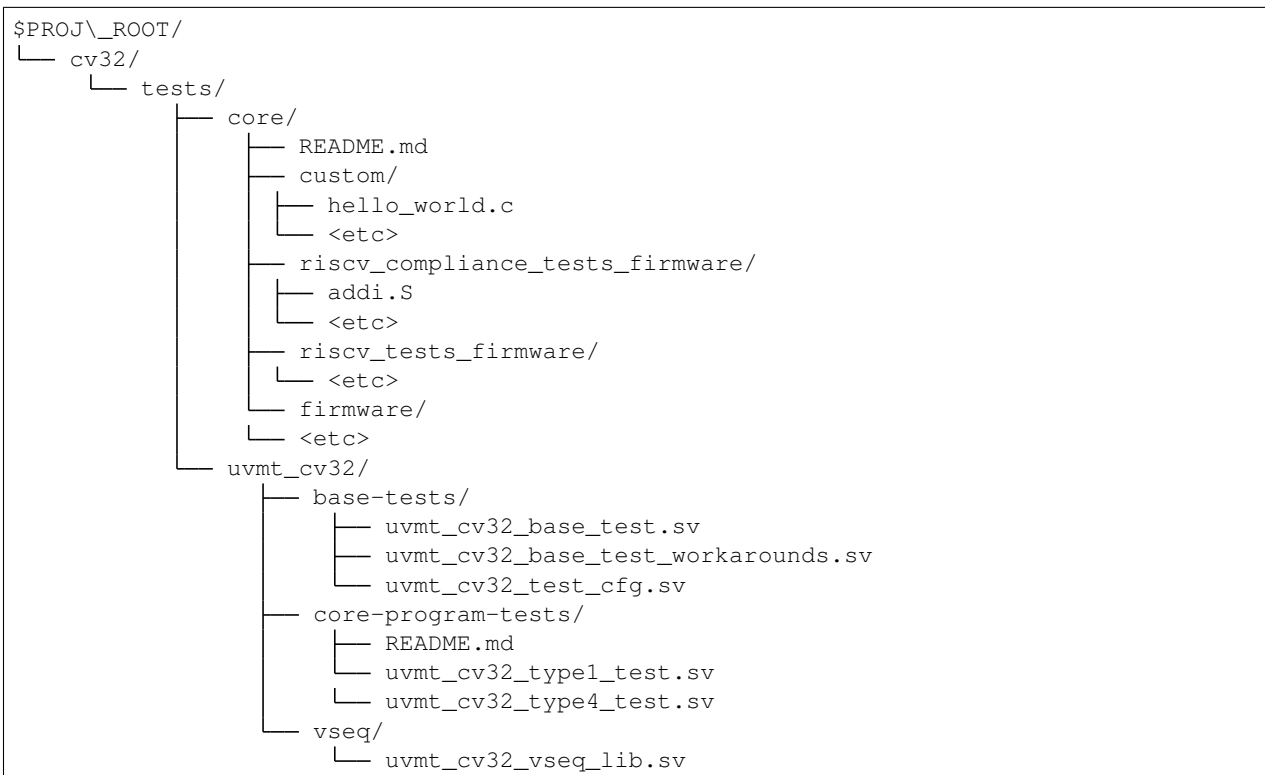 $PROJ\_ROOT/
└── cv32/
     └── tests/
           ├── core/
           │    ├── README.md
           │    ├── custom/
           │    │ ├── hello_world.c
           │    │ └── <etc>
           │    ├── riscv_compliance_tests_firmware/
           │    │ ├── addi.S
           │    │ └── <etc>
           │    ├── riscv_tests_firmware/
           │    │ └── <etc>
           │    └── firmware/
           │    └── <etc>
           └── uvmt_cv32/
                 ├── base-tests/
                 │    ├── uvmt_cv32_base_test.sv
                 │    ├── uvmt_cv32_base_test_workarounds.sv
                 │    └── uvmt_cv32_test_cfg.sv
                 ├── core-program-tests/
                 │    ├── README.md
                 │    └── uvmt_cv32_type1_test.sv
                 │    └── uvmt_cv32_type4_test.sv
                 └── vseq/
                      └── uvmt_cv32_vseq_lib.sv